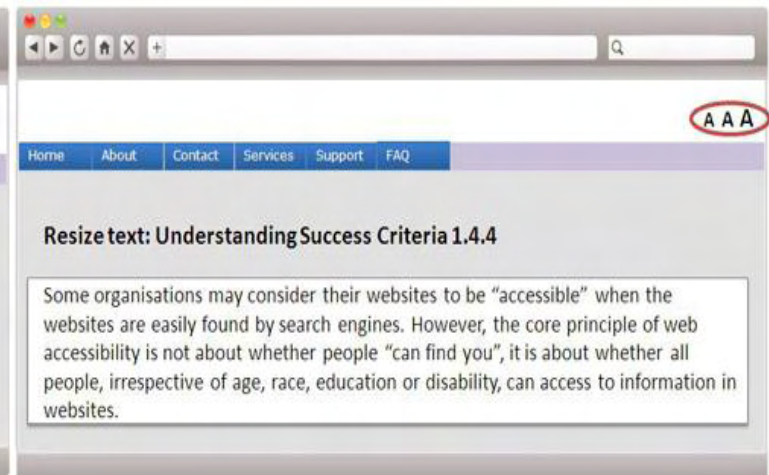 A A A
Home About Contact Services Support FAQ
Resize text: Understanding Success Criteria 1.4.4
Some organisations may consider their websites to be “accessible” when the
websites are easily found by search engines. However, the core principle of web
accessibility is not about whether people “can find you”, it is about whether all
people, irrespective of age, race, education or disability, can access to information in
websites.